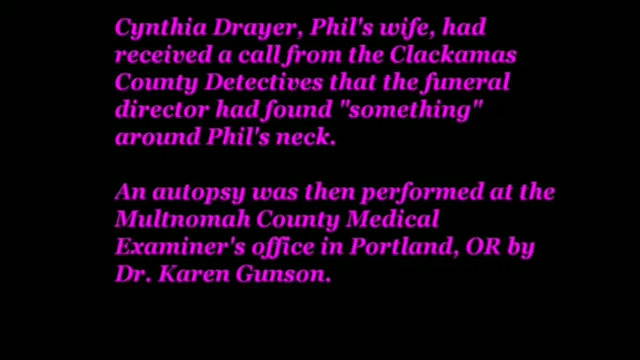 Cynthia Drayer, Phil's wife, had
received a call from the Clackamas
County Detectives that the funeral
director had found "something"
around Phil's neck.
An autopsy was then performed at the
Multnomah County Medical
Examiner's office in Portland, OR by
Dr. Karen Gunson.